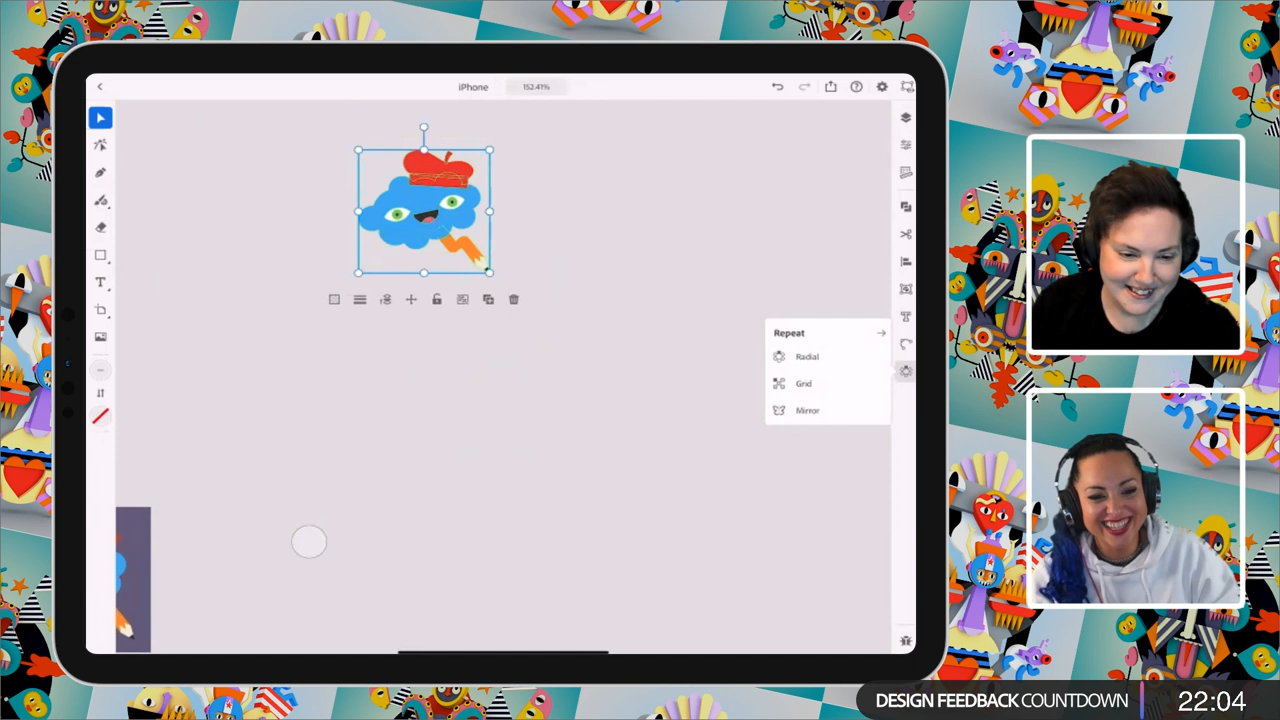 iPhone
152.41%
Repeat
Radial
Grid
Mirror
DESIGN FEEDBACK COUNTDOWN
22:04